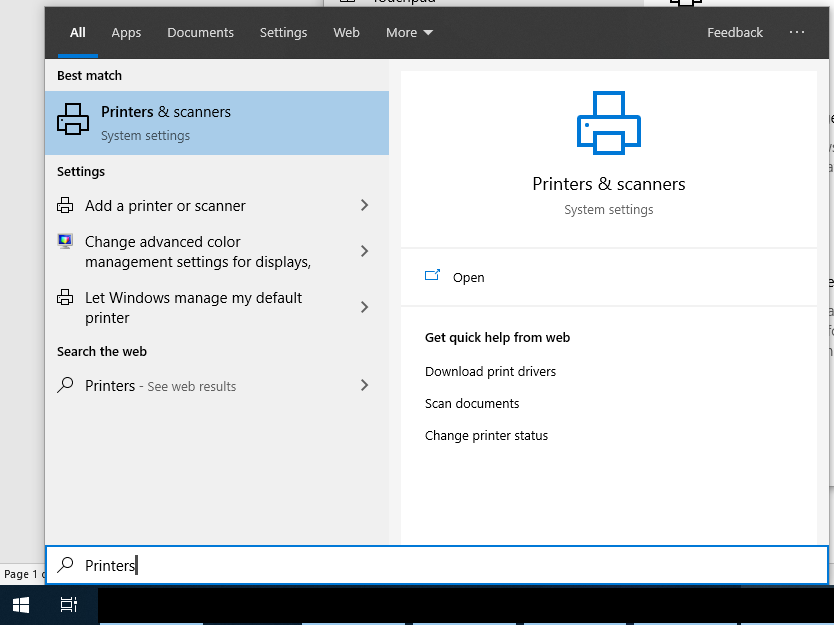 Touchpad
All Apps Documents Settings Web More Feedback ...
Best match
Printers & scanners
System settings
Settings
Add a printer or scanner
Change advanced color
management settings for displays,
Let Windows manage my default
printer
Search the web
Printers - See web results
Printers & scanners
System settings
Open
Get quick help from web
Download print drivers
Scan documents
Change printer status
Printers
Page 1